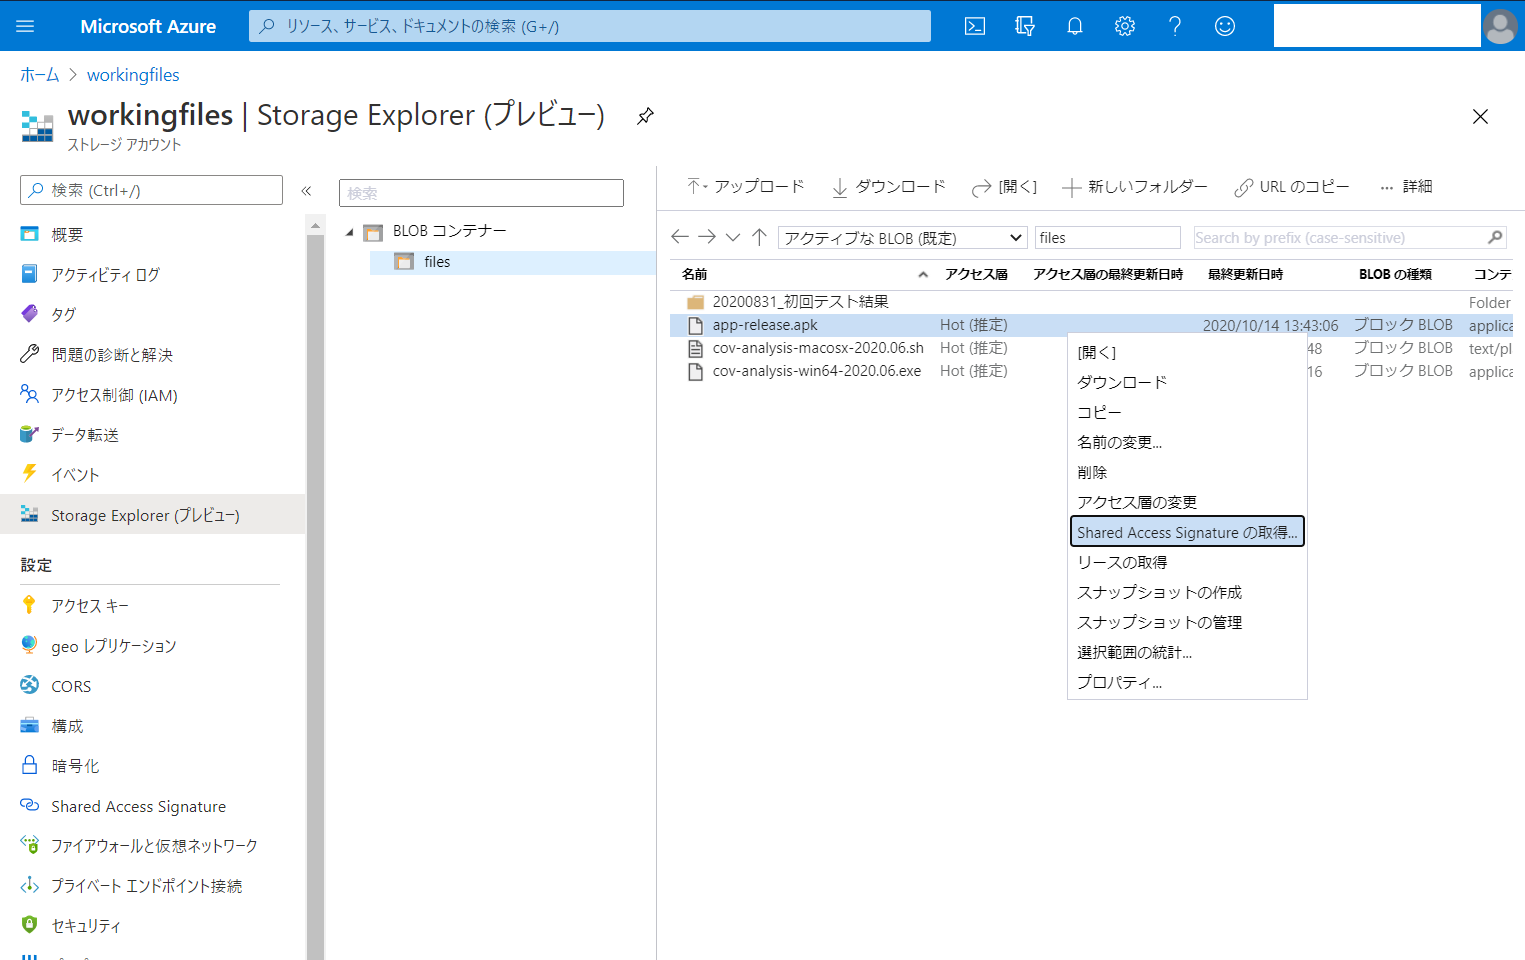 Microsoft Azure
リソース、サービス、ドキュメントの検索 (G+/)
ホーム > workingfiles
workingfiles | Storage Explorer (プレビュー)
ストレージ アカウント
検索 (Ctrl+/)
«
概要
アクティビティ ログ
タグ
問題の診断と解決
アクセス制御 (IAM)
データ転送
イベント
Storage Explorer (プレビュー)
設定
アクセス キー
geo レプリケーション
CORS
構成
暗号化
Shared Access Signature
ファイアウォールと仮想ネットワーク
プライベート エンドポイント接続
セキュリティ
検索
BLOB コンテナー
files
アップロード ダウンロード [開く] 新しいフォルダー URL のコピー ... 詳細
アクティブな BLOB (既定) files Search by prefix (case-sensitive)
名前 アクセス層 アクセス層の最終更新日時 最終更新日時 BLOB の種類 コンテ
20200831_初回テスト結果 Folder
app-release.apk Hot (推定) 2020/10/14 13:43:06 ブロック BLOB applica
cov-analysis-macosx-2020.06.sh Hot (推定) 48 ブロック BLOB text/pl
cov-analysis-win64-2020.06.exe Hot (推定) 16 ブロック BLOB applica
[開く]
ダウンロード
コピー
名前の変更...
削除
アクセス層の変更
Shared Access Signature の取得...
リースの取得
スナップショットの作成
スナップショットの管理
選択範囲の統計...
プロパティ...